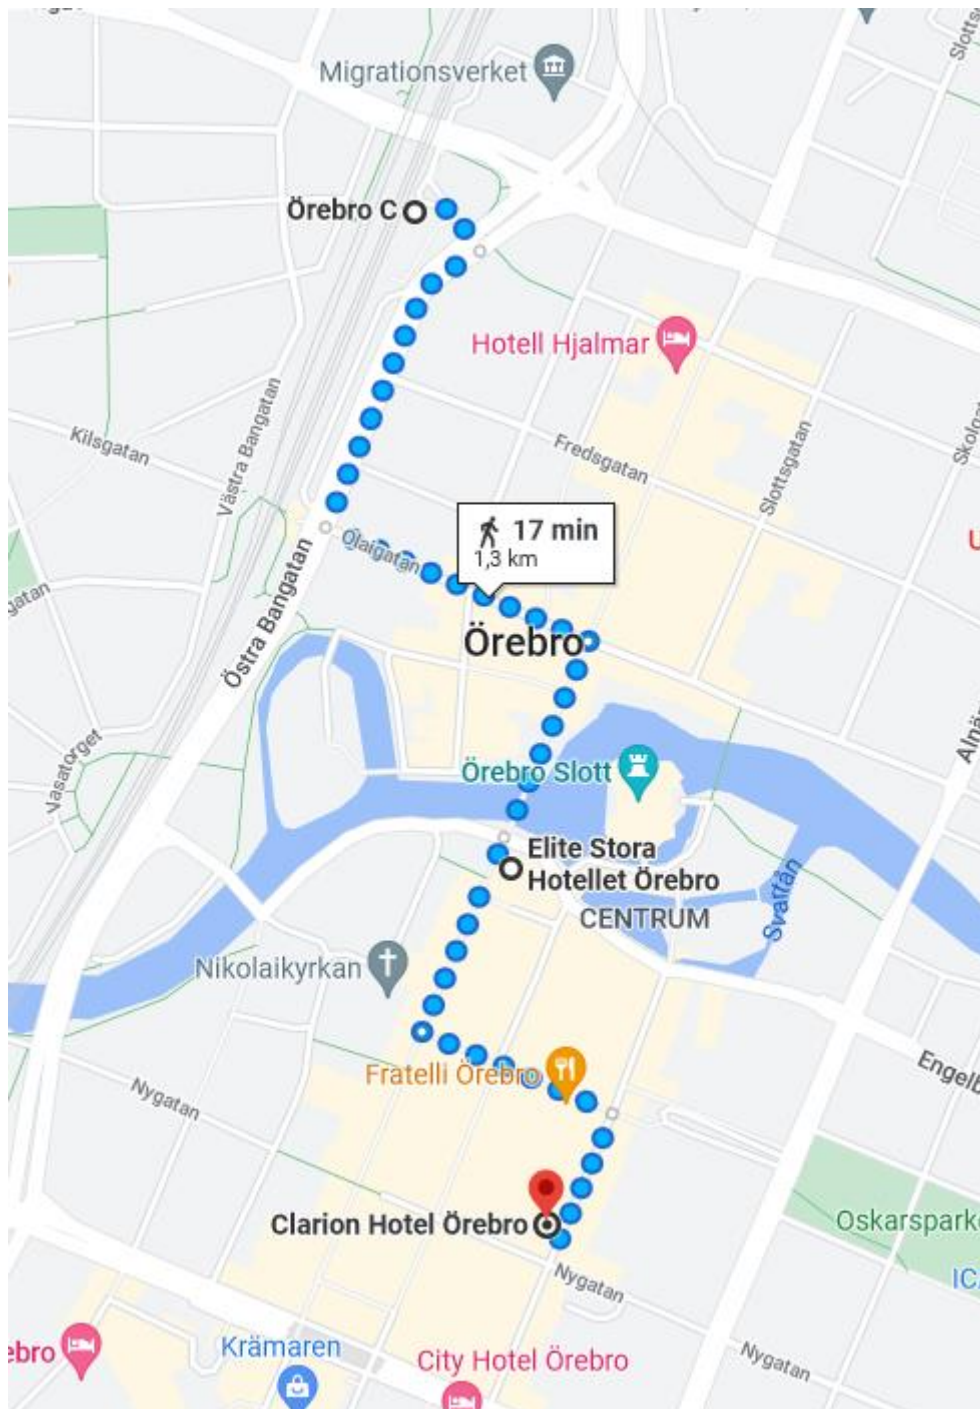 Migrationsverket
Örebro C
Hotell Hjalmar
Kilsgatan
Västra Bangatan
Fredsgatan
Slottsgatan
17 min
1,3 km
Olaigatan
Örebro
Östra Bangatan
Vasatorget
Örebro Slott
Elite Stora
Hotellet Örebro
CENTRUM
Svartån
Nikolaikyrkan
Fratelli Örebro
Nygatan
Clarion Hotel Örebro
Oskarsparke
Nygatan
Krämaren
City Hotel Örebro
Nygatan